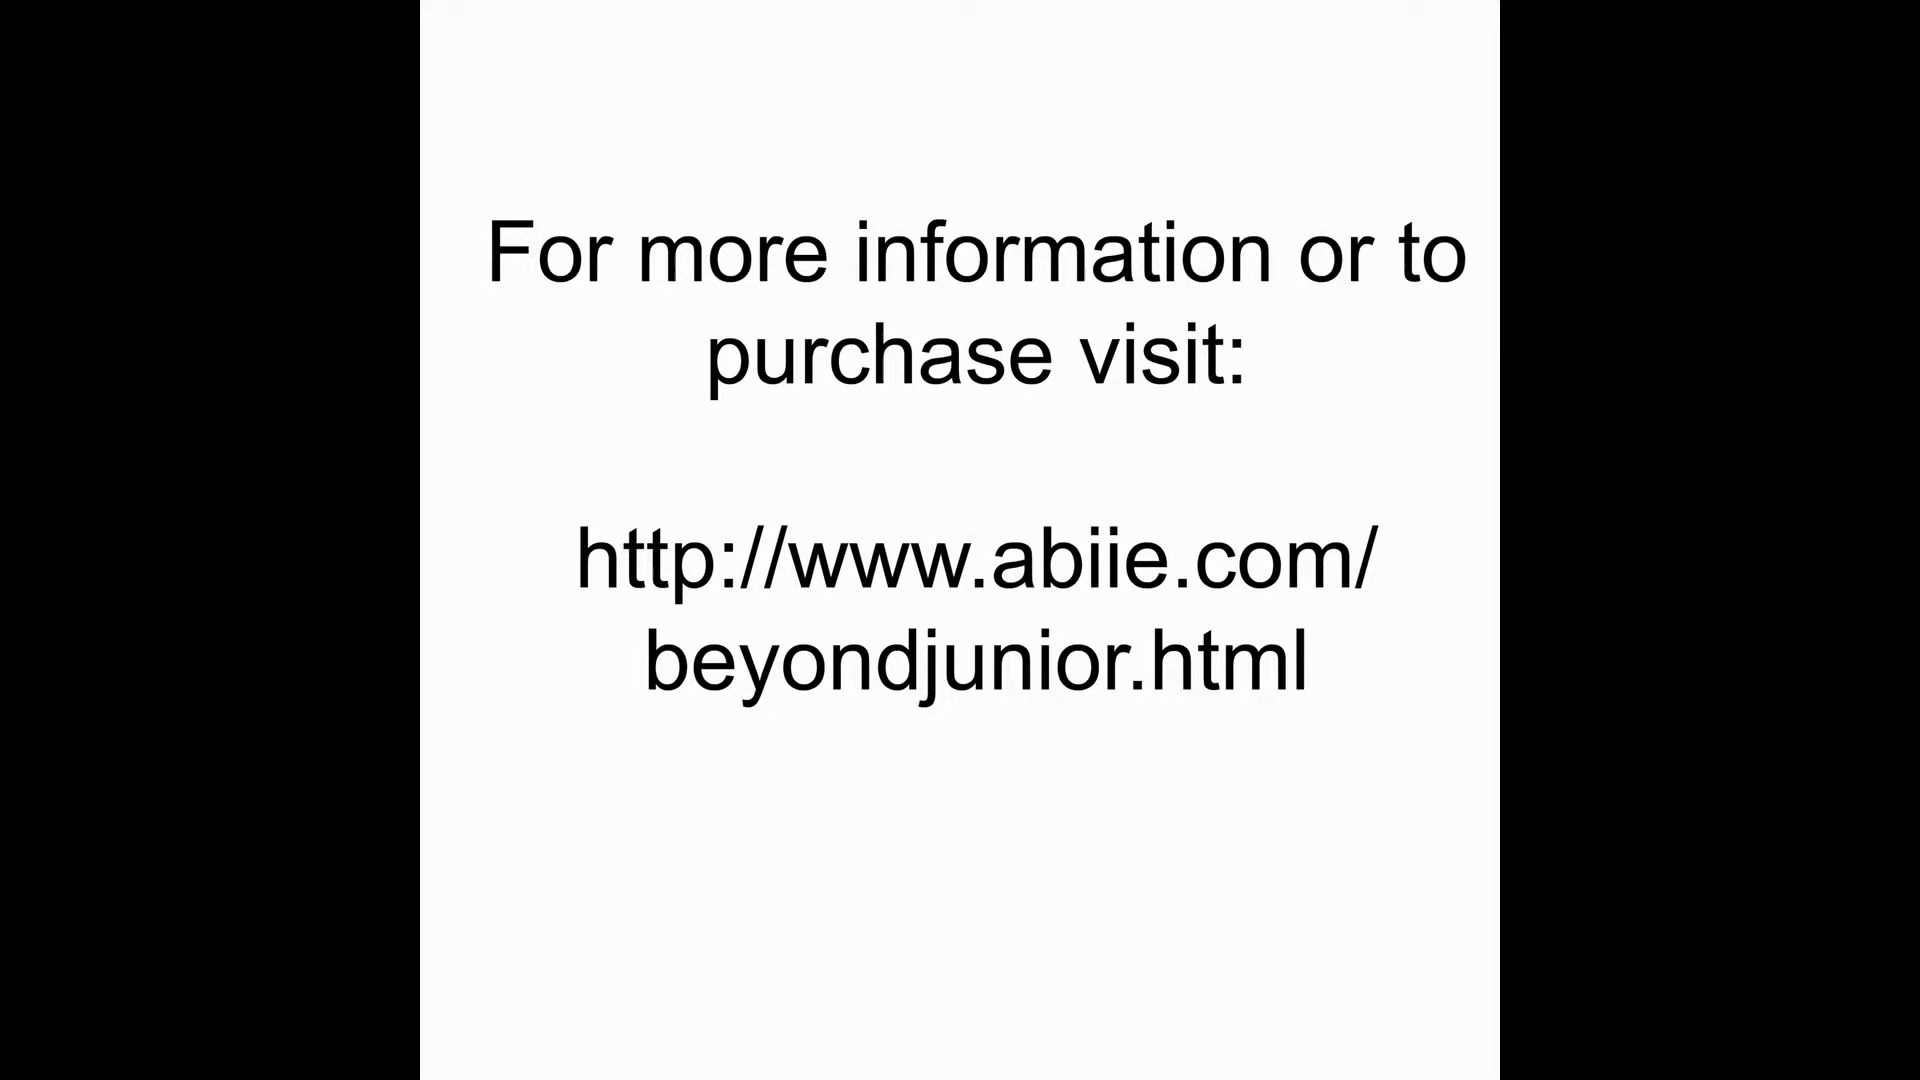 For more information or to
purchase visit:
http://www.abiie.com/
beyondjunior.html